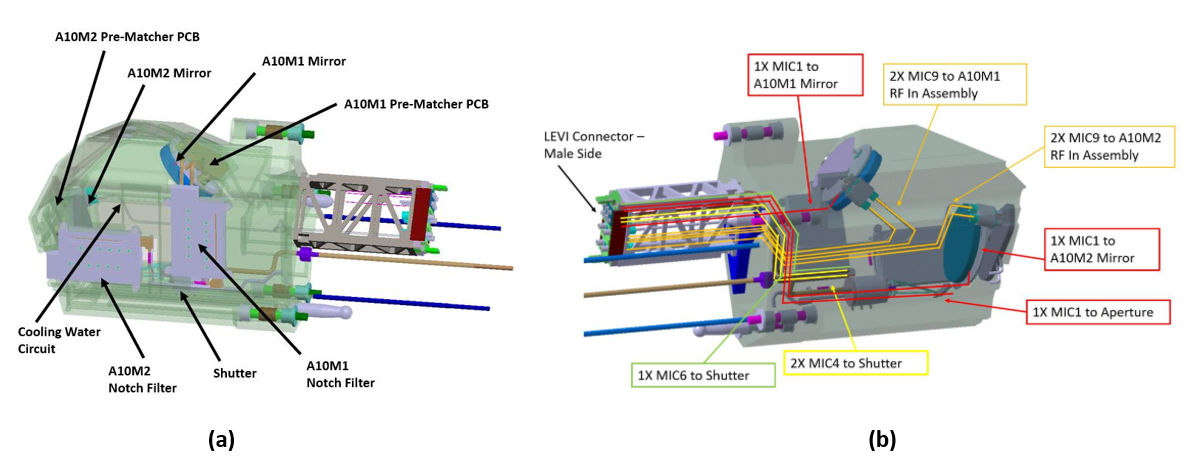 A10M2 Pre-Matcher PCB
A10M2 Mirror
A10M1 Mirror
A10M1 Pre-Matcher PCB
Cooling Water
Circuit
A10M2
Notch Filter
Shutter
A10M1
Notch Filter
(a)
1X MIC1 to
A10M1 Mirror
2X MIC9 to A10M1
RF In Assembly
LEVI Connector –
Male Side
2X MIC9 to A10M2
RF In Assembly
1X MIC1 to
A10M2 Mirror
1X MIC1 to Aperture
2X MIC4 to Shutter
1X MIC6 to Shutter
(b)